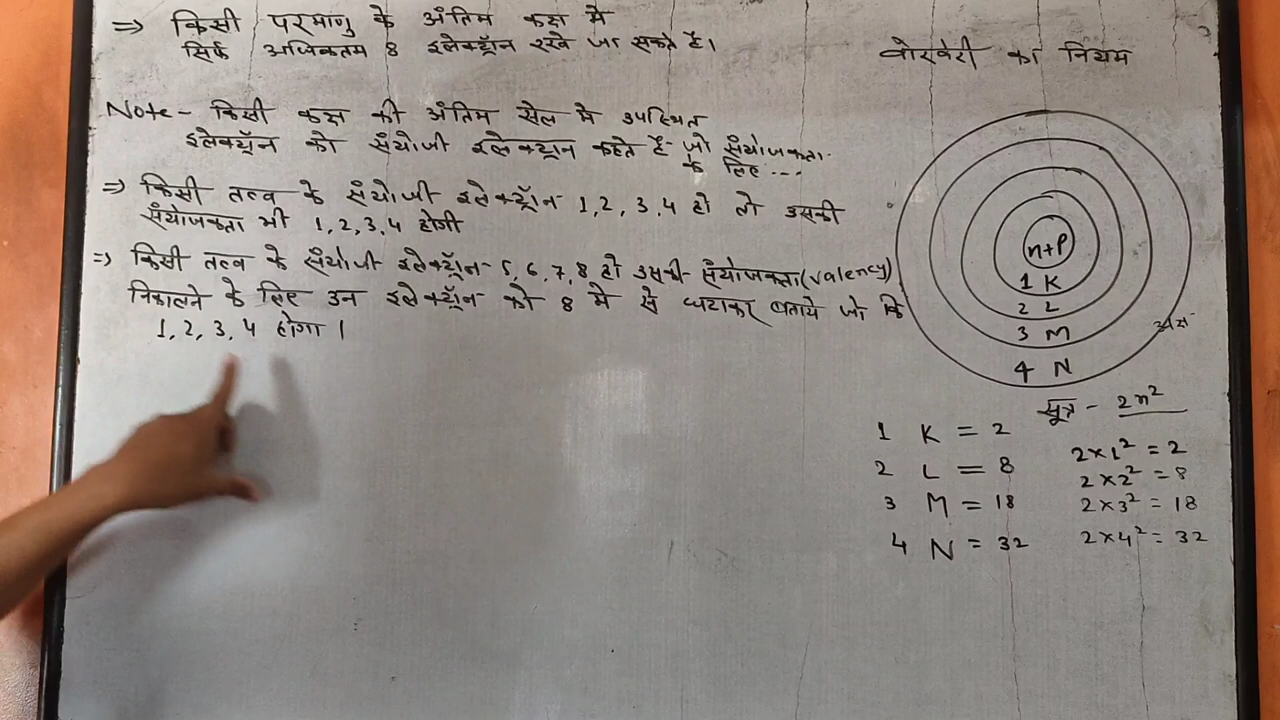 ⇒ किसी परमाणु के अंतिम कक्ष मे
सिर्फ अधिकतम 8 इलेक्ट्रॉन रखे जा सकते है।
बोरवेरी का नियम
Note - किसी कक्ष की अंतिम सेल मे उपस्थित
इलेक्ट्रॉन को संयोजी इलेक्ट्रान कहते है- जो संयोजकता.
के लिए ...
⇒ किसी तत्व के संयोजी इलेक्ट्रॉन 1,2,3,4 हो तो उसकी
संयोजकता भी 1,2,3,4 होगी
⇒ किसी तत्व के संयोजी इलेक्ट्रॉन- 5,6,7,8 हो उसकी संयोजकता(valency)
निकालने के लिए उन इलेक्ट्रॉन को 8 मे से घटाकर बताये जो कि
1,2,3,4 होगा।
n+P
1 K
2 L
3 M
4 N
सूत्र - 2n²
1 K = 2
2×1² = 2
2 L = 8
2×2² = 8
3 M = 18
2×3² = 18
4 N = 32
2×4² = 32